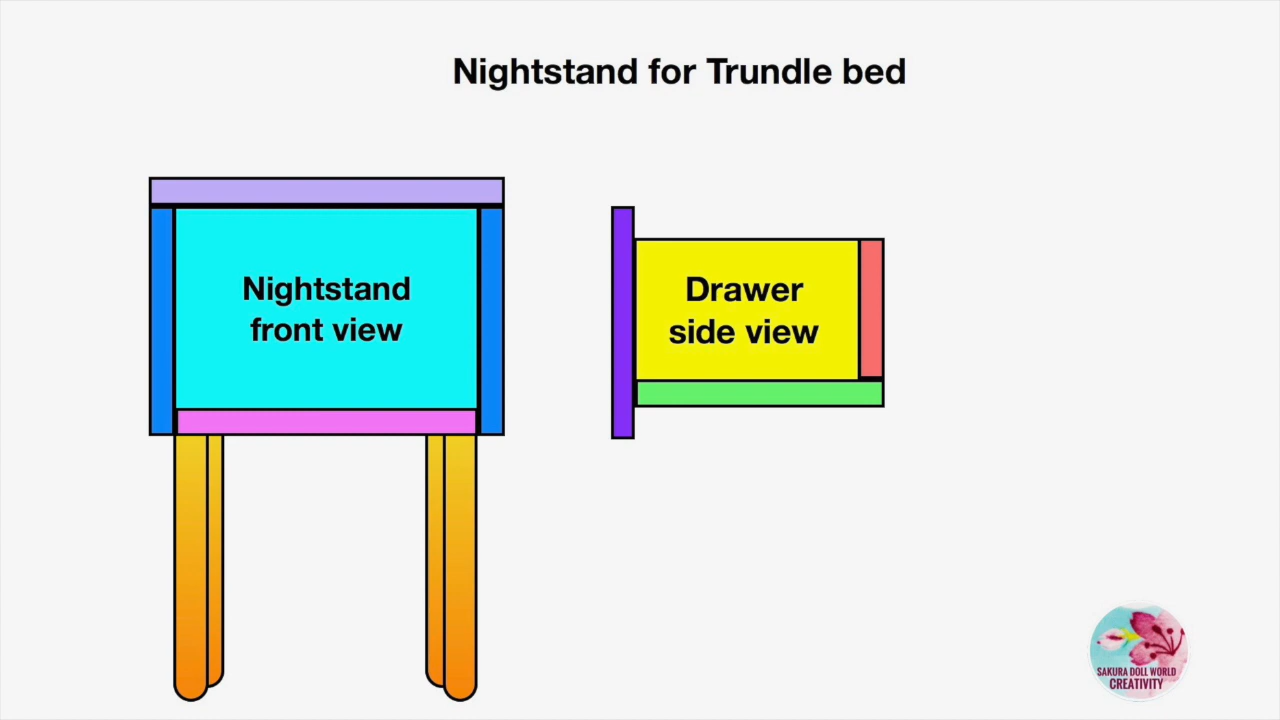 Nightstand for Trundle bed
Nightstand
front view
Drawer
side view
SAKURA DOLL WORLD
CREATIVITY